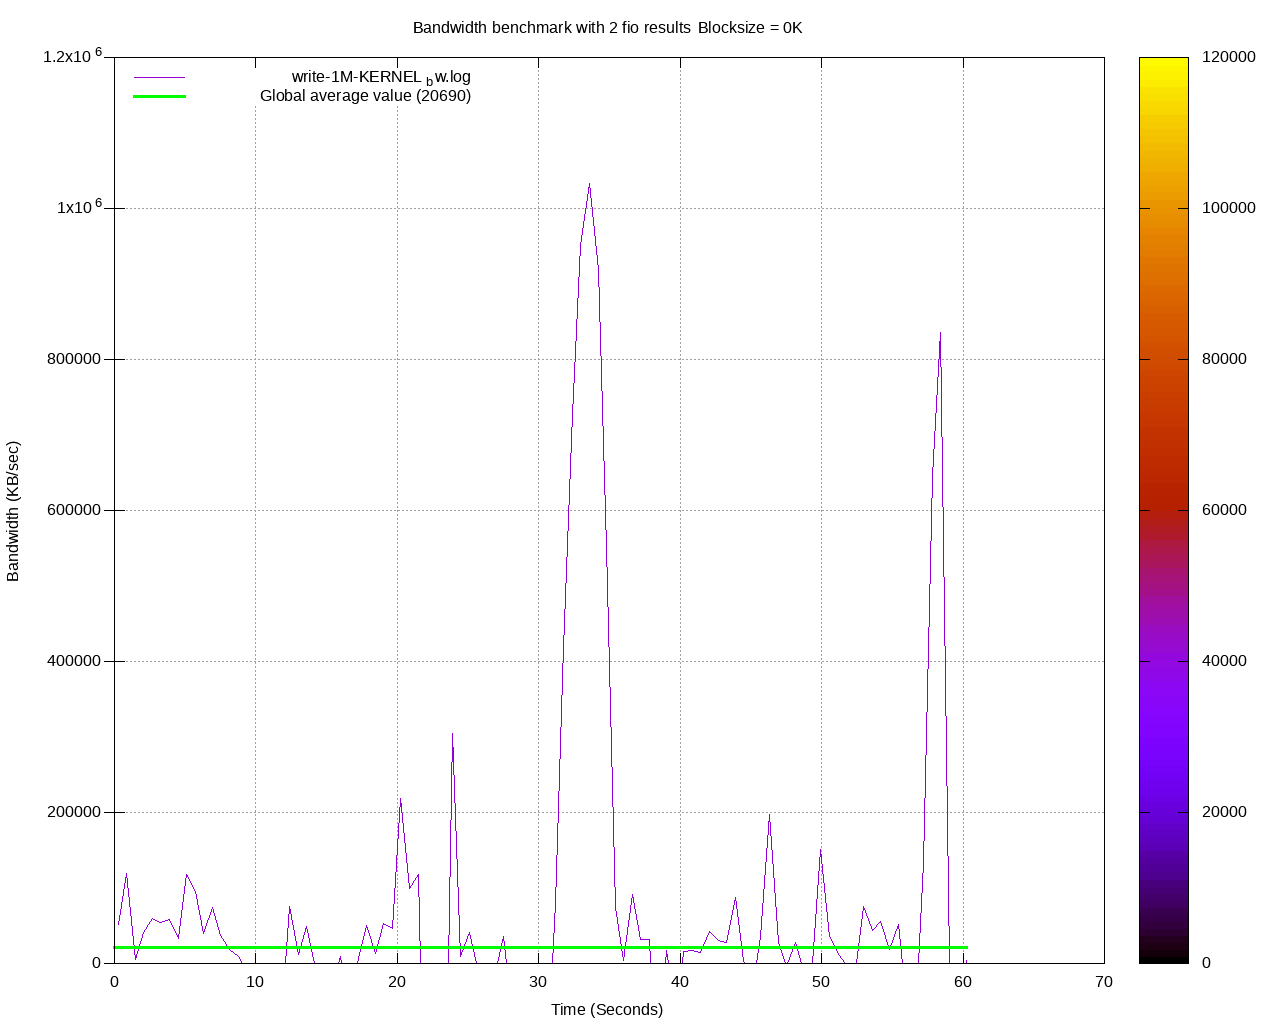 Bandwidth benchmark with 2 fio results Blocksize = 0K
1.2x10 6
1x10 6
800000
600000
400000
200000
0
Bandwidth (KB/sec)
write-1M-KERNEL bw.log
Global average value (20690)
0 10 20 30 40 50 60 70
Time (Seconds)
120000
100000
80000
60000
40000
20000
0